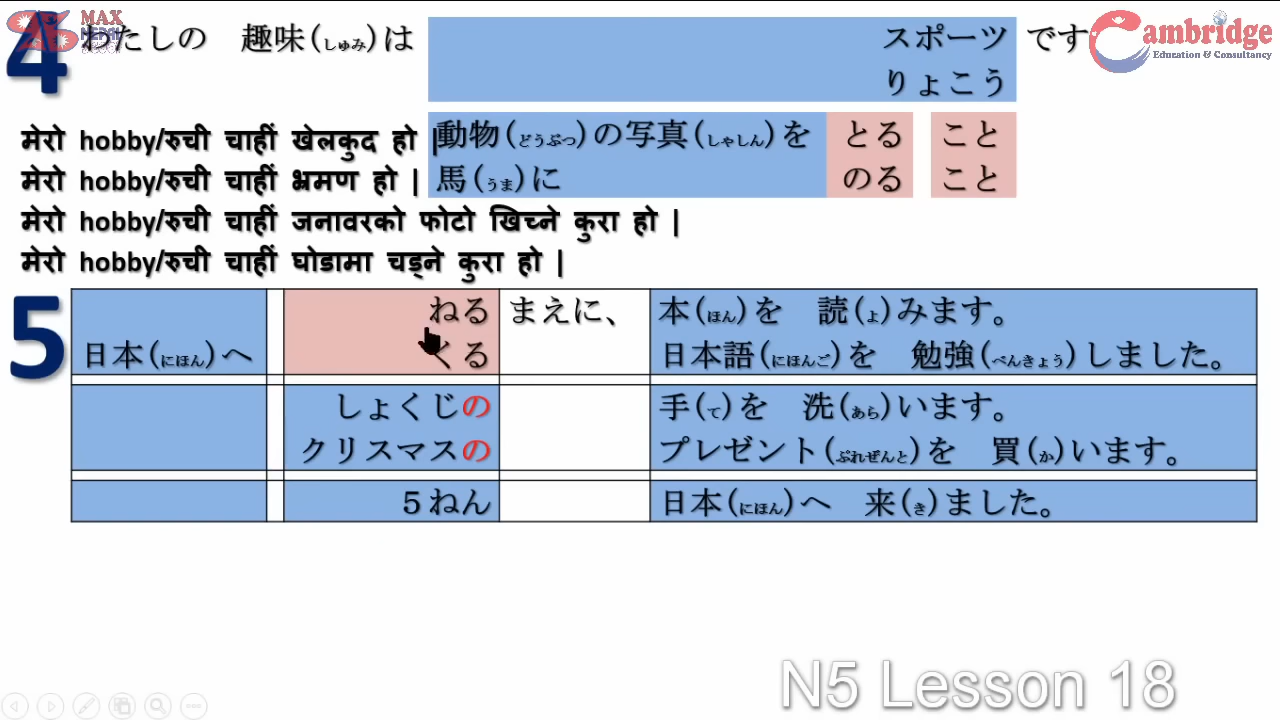 4
MAX
NEPAL
わたしの 趣味(しゅみ)は スポーツ です
りょこう
Cambridge
Education & Consultancy
動物(どうぶつ)の写真(しゃしん)を とる こと
馬(うま)に のる こと
मेरो hobby/रुची चाहीं खेलकुद हो |
मेरो hobby/रुची चाहीं भ्रमण हो |
मेरो hobby/रुची चाहीं जनावरको फोटो खिच्ने कुरा हो |
मेरो hobby/रुची चाहीं घोडामा चड्ने कुरा हो |
5
ねる まえに、 本(ほん)を 読(よ)みます。
日本(にほん)へ くる 日本語(にほんご)を 勉強(べんきょう)しました。
しょくじの 手(て)を 洗(あら)います。
クリスマスの プレゼント(ぷれぜんと)を 買(か)います。
5ねん 日本(にほん)へ 来(き)ました。
N5 Lesson 18